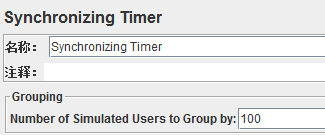 Synchronizing Timer
名称： Synchronizing Timer
注释：
Grouping
Number of Simulated Users to Group by: 100